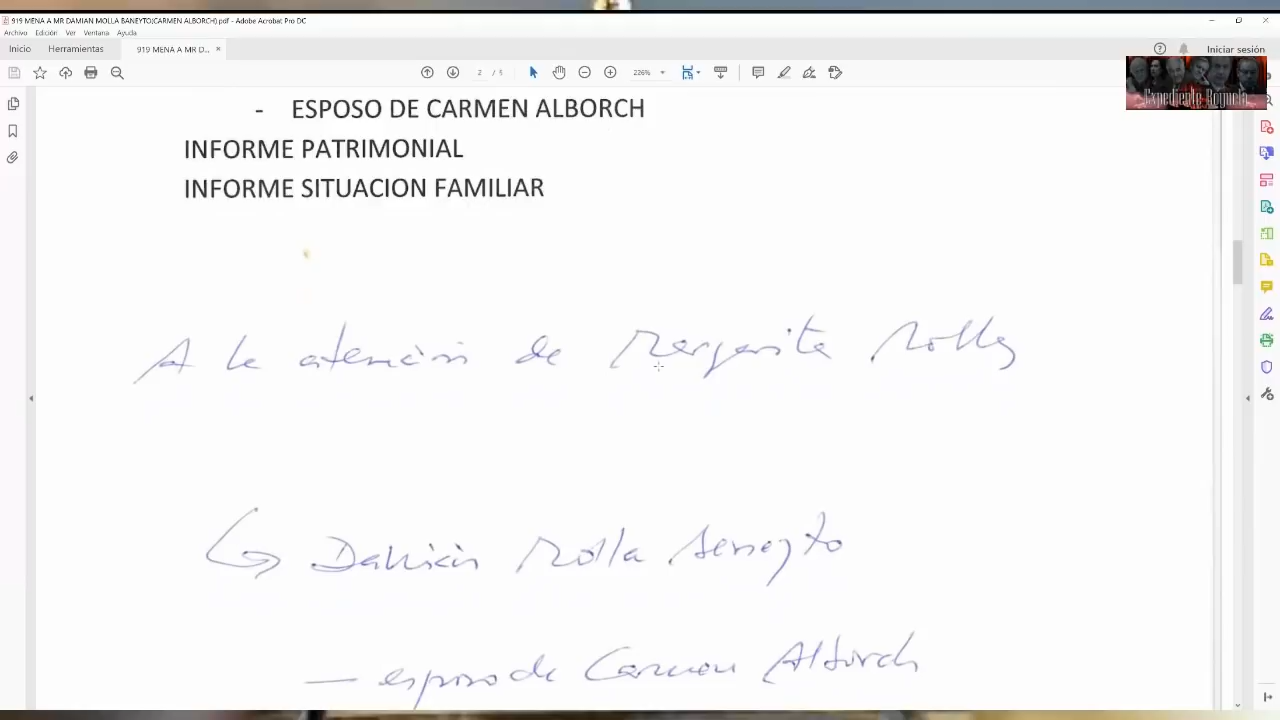 919 MENA A MR DAMIAN MOLLA BANEYTO(CARMEN ALBORCH).pdf - Adobe Acrobat Pro DC
Archivo Edición Ver Ventana Ayuda
Inicio Herramientas 919 MENA A MR D... × Iniciar sesión
2 / 5 226%
Expediente Royuela
- ESPOSO DE CARMEN ALBORCH
INFORME PATRIMONIAL
INFORME SITUACION FAMILIAR
A la atención de Margarita Molla
Damián Molla Beneyto
— esposo de Carmen Alborch